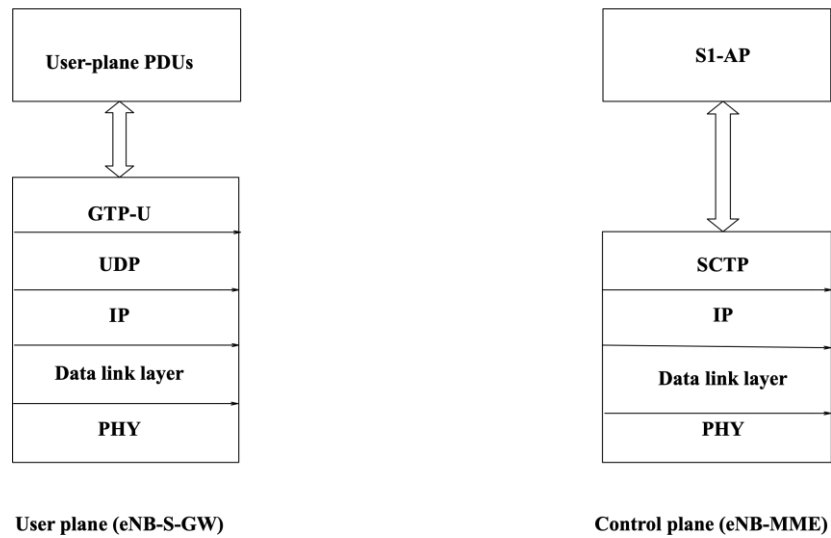 User-plane PDUs
GTP-U
UDP
IP
Data link layer
PHY
User plane (eNB-S-GW)
S1-AP
SCTP
IP
Data link layer
PHY
Control plane (eNB-MME)